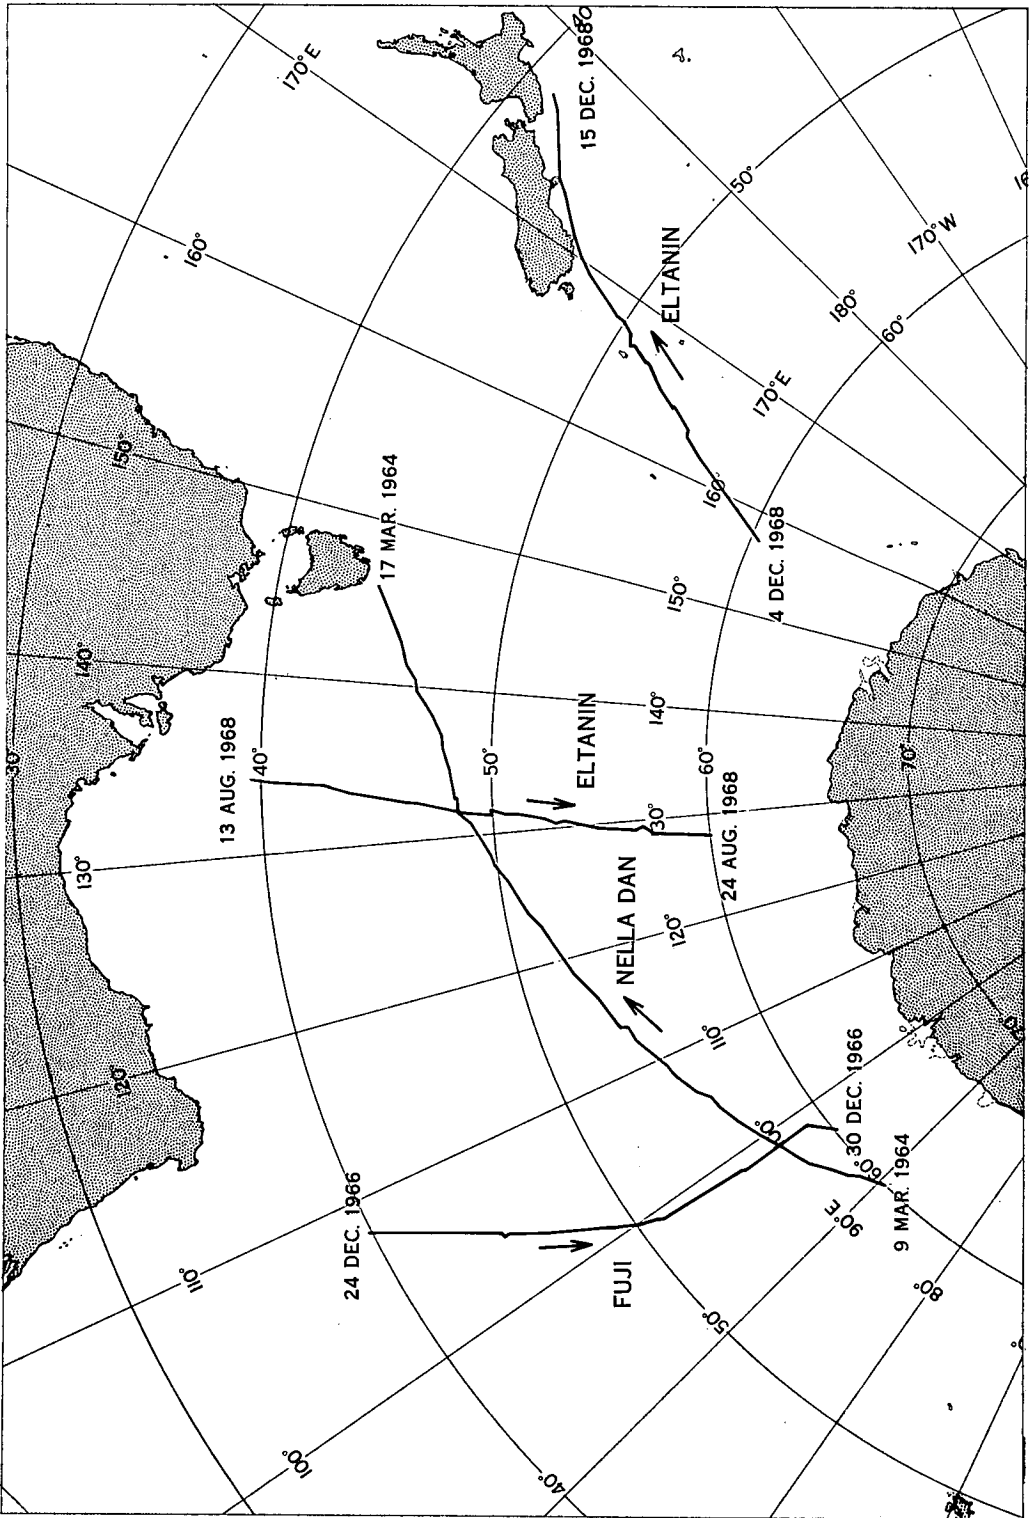 170°E
40
15 DEC. 1968
160°
50°
170°W
ELTANIN
180°
60°
170°E
150
17 MAR. 1964
160°
4 DEC. 1968
150°
140°
13 AUG. 1968
40°
50°
ELTANIN
140°
60°
70°
130°
30°
24 AUG. 1968
NELLA DAN
120°
120°
110°
30 DEC. 1966
24 DEC. 1966
00°
60°
90°E
9 MAR. 1964
110°
FUJI
50°
80°
100°
40°